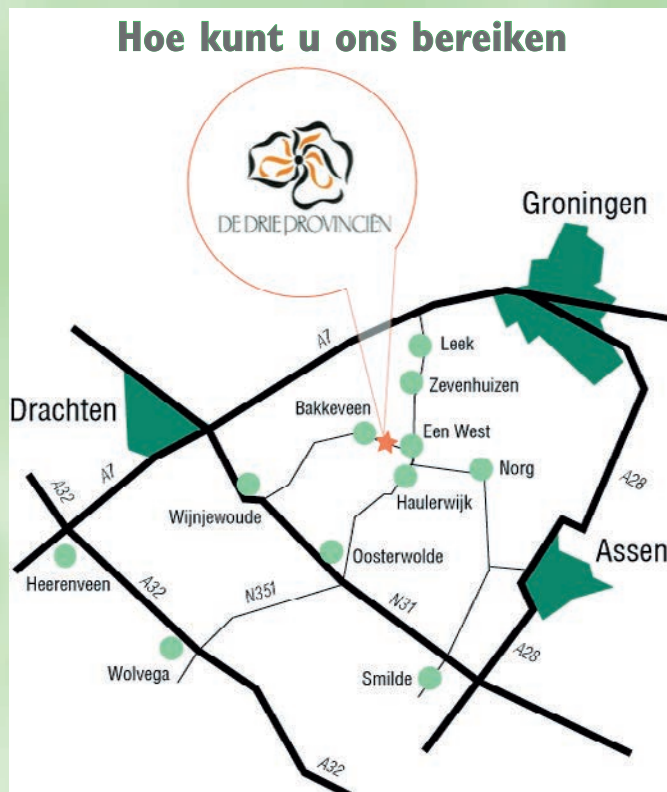 Hoe kunt u ons bereiken
DE DRIE PROVINCIËN
Groningen
A7
Leek
Zevenhuizen
Drachten
Bakkeveen
Een West
A7
Norg
A28
A32
Wijnjewoude
Haulerwijk
Oosterwolde
Assen
Heerenveen
A32
N351
N31
Wolvega
Smilde
A28
A32